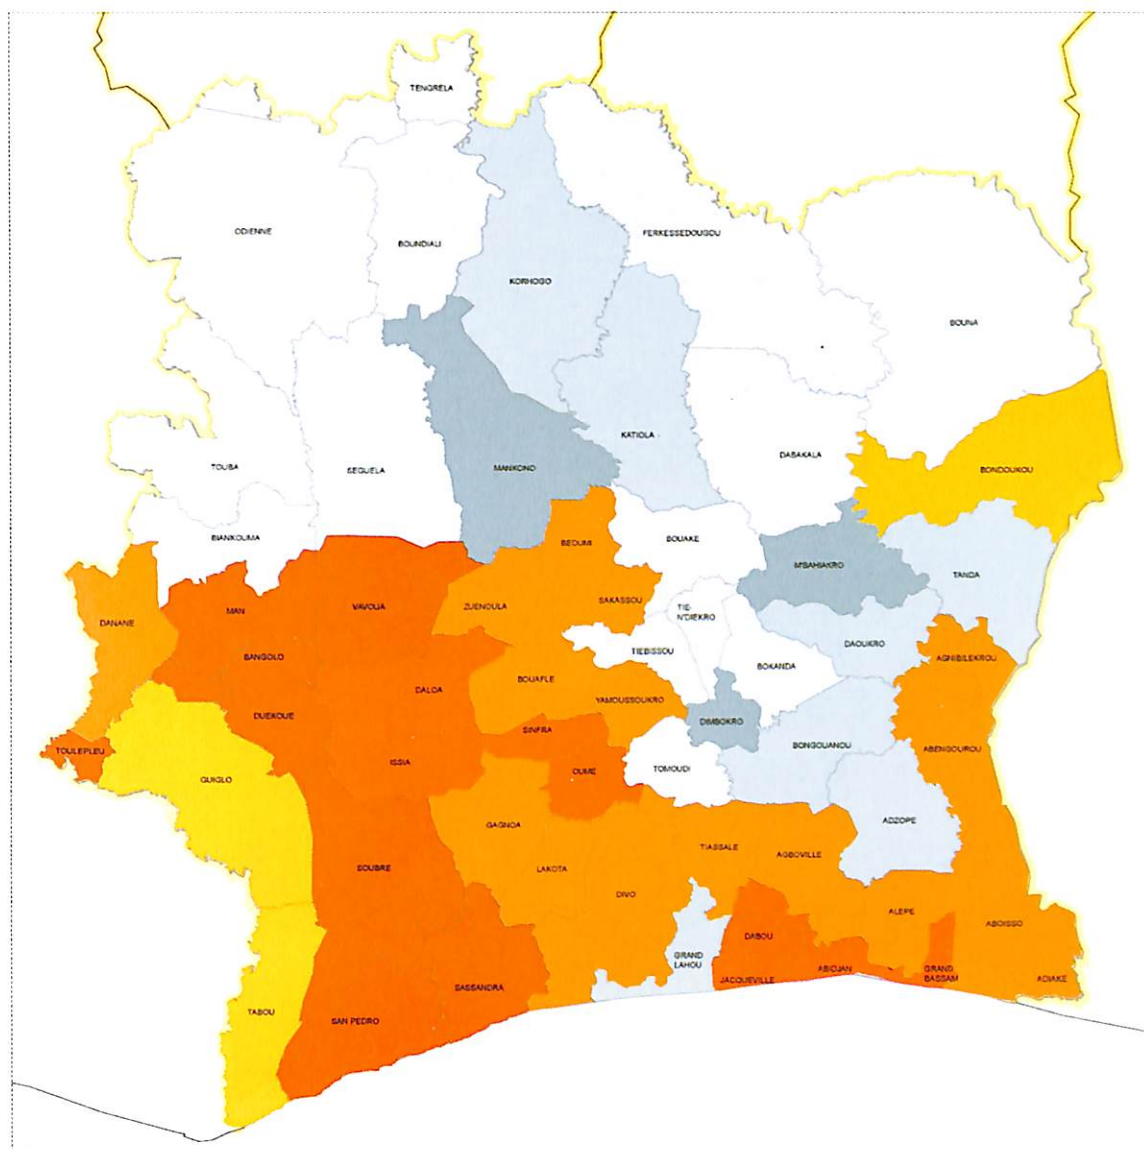 TENGRELA
ODIENNE
BOUNDIALI
FERKESSEDOUGOU
KORHOGO
BOUNA
KATIOLA
DABAKALA
TOUBA
SEGUELA
MANKONO
BONDOUKOU
BIANKOUMA
BEOUMI
BOUAKE
M'BAHIAKRO
TANDA
DANANE
MAN
VAVOUA
ZUENOULA
SAKASSOU
TIE-
N'DIEKRO
DAOUKRO
BANGOLO
TIEBISSOU
BOKANDA
AGNIBILEKROU
DALOA
BOUAFLE
YAMOUSSOUKRO
DUEKOUE
SINFRA
DIMBOKRO
TOULEPLEU
BONGOUANOU
ABENGOUROU
ISSIA
OUME
TOMOUDI
GUIGLO
GAGNOA
ADZOPE
TIASSALE
AGBOVILLE
SOUBRE
LAKOTA
DIVO
ALEPE
ABOISSO
DABOU
GRAND
LAHOU
ABIDJAN
GRAND
BASSAM
JACQUEVILLE
ADIAKE
SASSANDRA
TABOU
SAN PEDRO